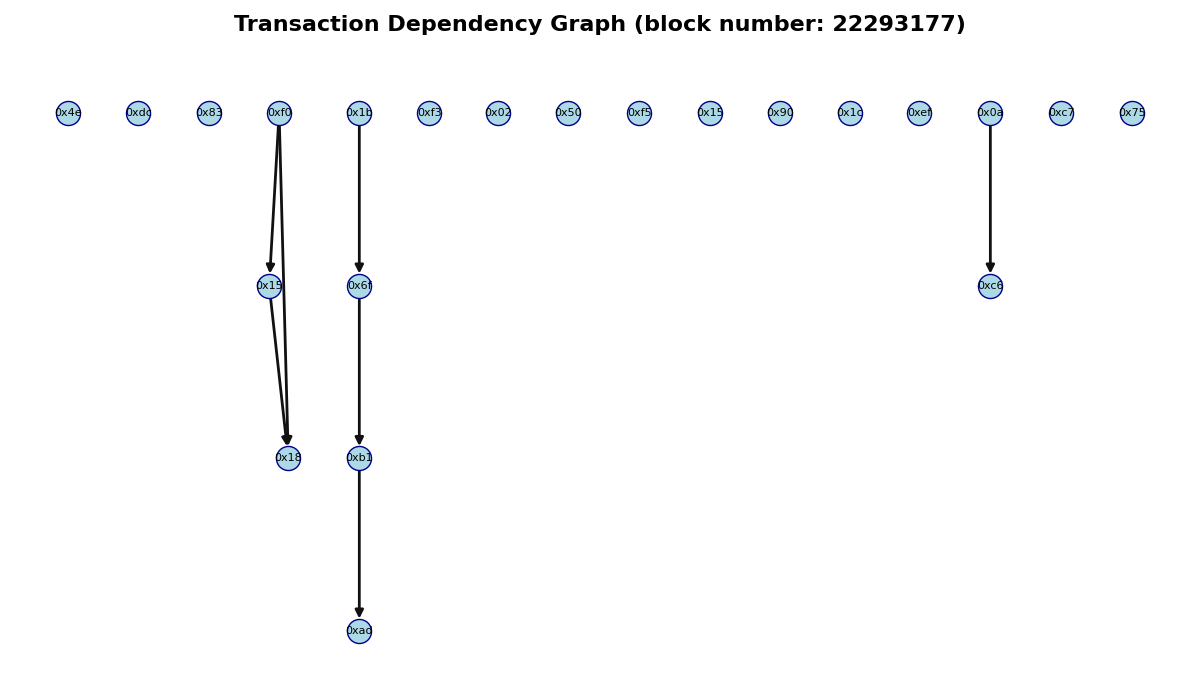 Transaction Dependency Graph (block number: 22293177)
0x4e 0xdc 0x83 0xf0 0x1b 0xf3 0x02 0x50 0xf5 0x15 0x90 0x1c 0xef 0x0a 0xc7 0x75
0x15 0x6f 0xc6
0x18 0xb1
0xad